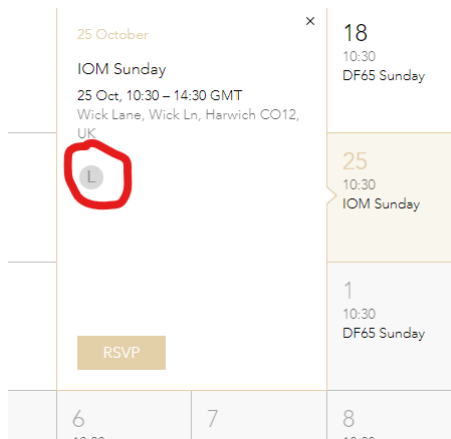 25 October
×
IOM Sunday
25 Oct, 10:30 – 14:30 GMT
Wick Lane, Wick Ln, Harwich CO12,
UK
L
RSVP
18
10:30
DF65 Sunday
25
10:30
IOM Sunday
1
10:30
DF65 Sunday
6
7
8